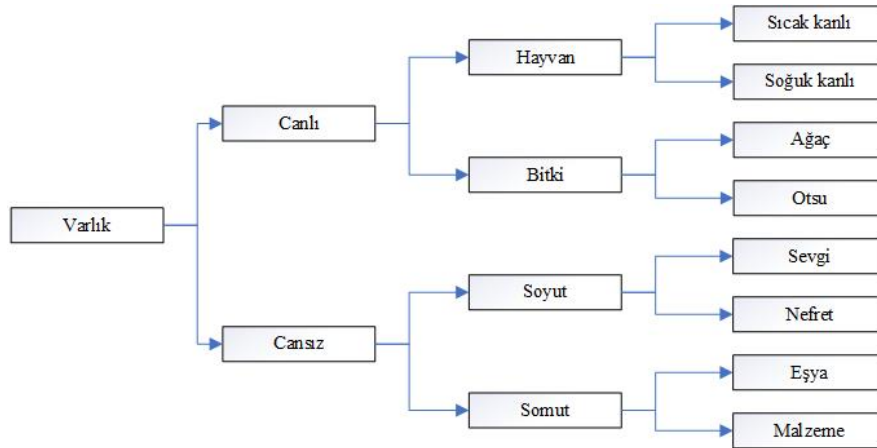 Sıcak kanlı
Hayvan
Soğuk kanlı
Canlı
Ağaç
Bitki
Otsu
Varlık
Sevgi
Soyut
Nefret
Cansız
Eşya
Somut
Malzeme